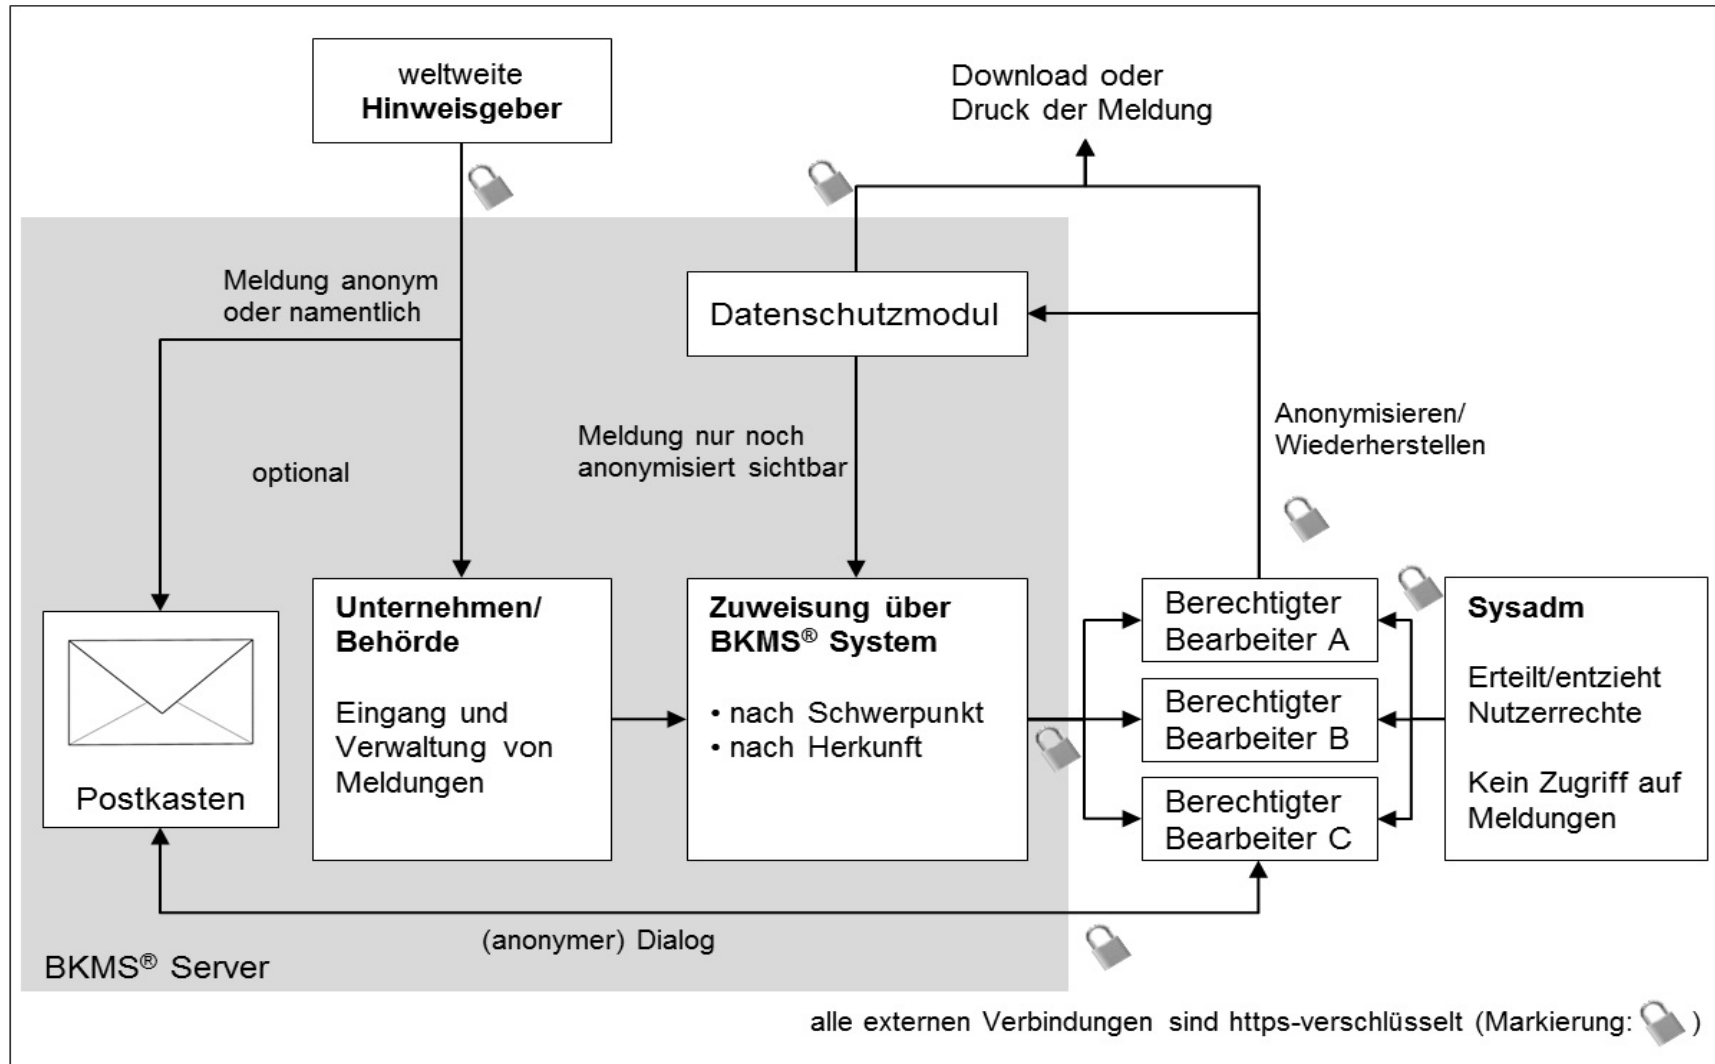 weltweite
Hinweisgeber
Download oder
Druck der Meldung
Meldung anonym
oder namentlich
Datenschutzmodul
Anonymisieren/
Wiederherstellen
Meldung nur noch
anonymisiert sichtbar
optional
Postkasten
Unternehmen/
Behörde
Eingang und
Verwaltung von
Meldungen
Zuweisung über
BKMS® System
• nach Schwerpunkt
• nach Herkunft
Berechtigter
Bearbeiter A
Berechtigter
Bearbeiter B
Berechtigter
Bearbeiter C
Sysadm
Erteilt/entzieht
Nutzerrechte
Kein Zugriff auf
Meldungen
(anonymer) Dialog
BKMS® Server
alle externen Verbindungen sind https-verschlüsselt (Markierung: )